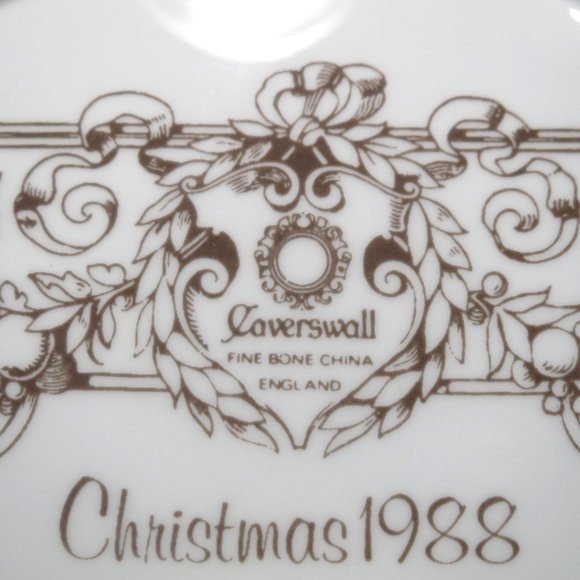 Caverswall
FINE BONE CHINA
ENGLAND
Christmas 1988